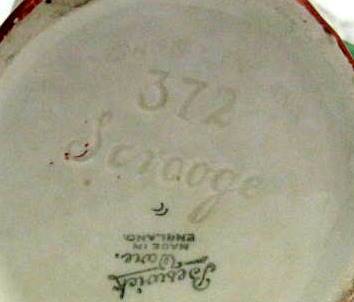 372
Scrooge
Beswick
Ware.
MADE IN
ENGLAND